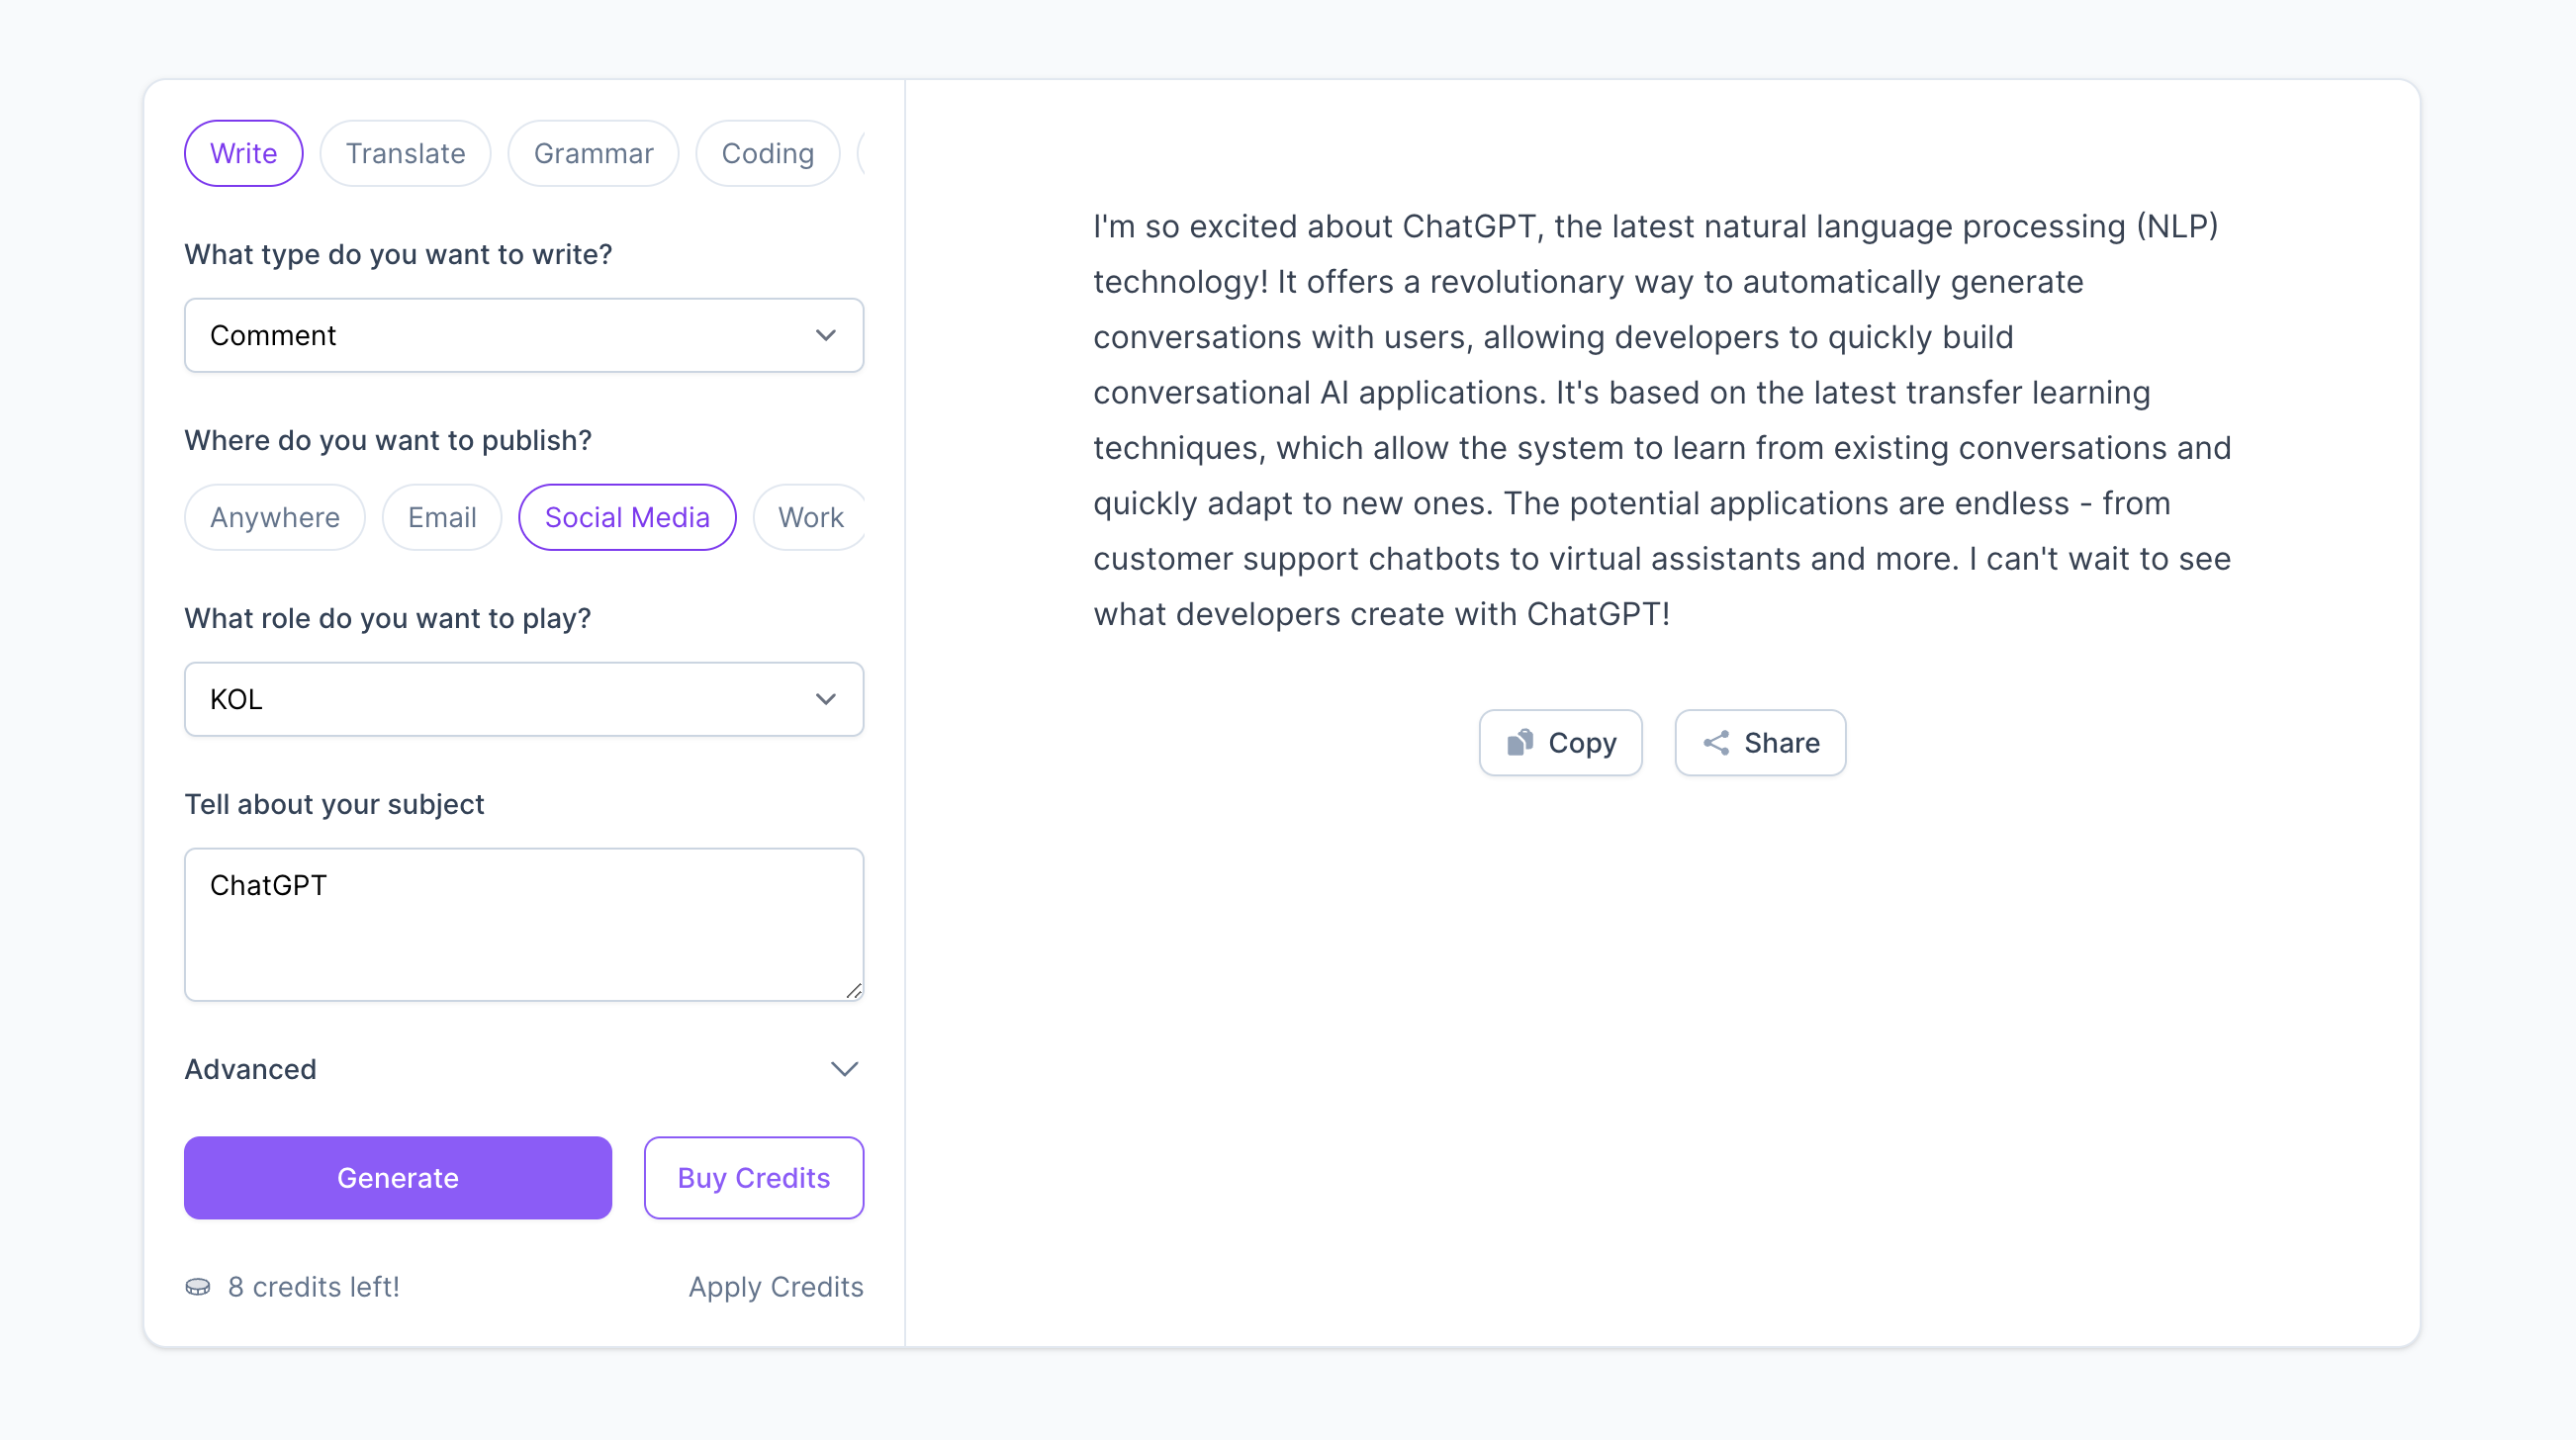 Write Translate Grammar Coding
What type do you want to write?
Comment
Where do you want to publish?
Anywhere Email Social Media Work
What role do you want to play?
KOL
Tell about your subject
ChatGPT
Advanced
Generate Buy Credits
8 credits left! Apply Credits
I'm so excited about ChatGPT, the latest natural language processing (NLP)
technology! It offers a revolutionary way to automatically generate
conversations with users, allowing developers to quickly build
conversational AI applications. It's based on the latest transfer learning
techniques, which allow the system to learn from existing conversations and
quickly adapt to new ones. The potential applications are endless - from
customer support chatbots to virtual assistants and more. I can't wait to see
what developers create with ChatGPT!
Copy Share